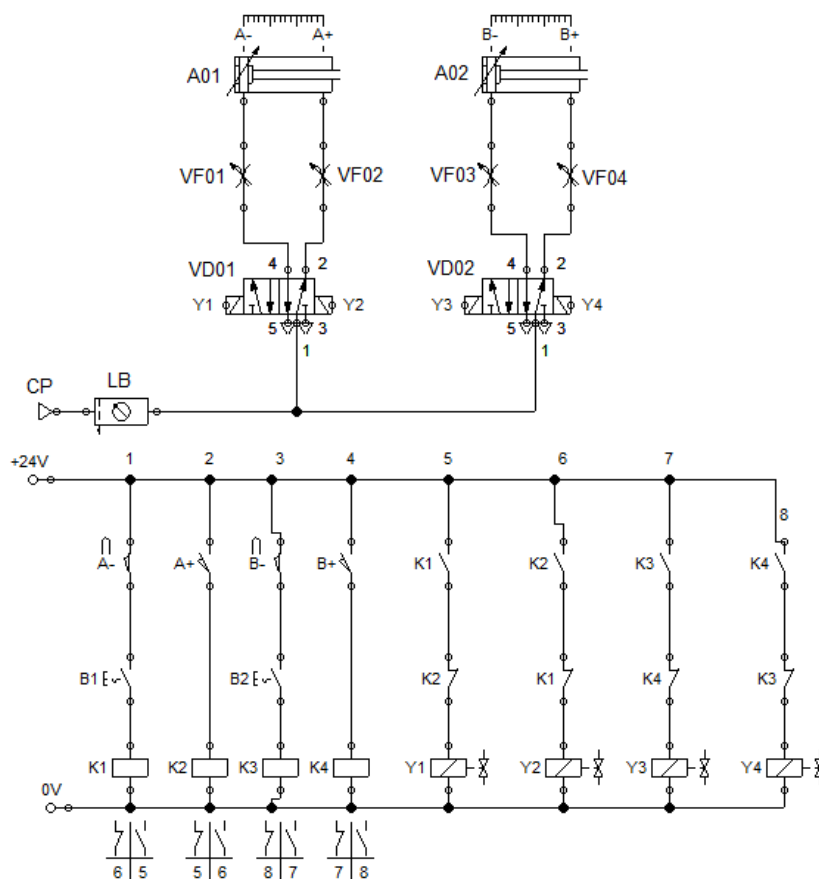 A- A+ B- B+
A01 A02
VF01 VF02 VF03 VF04
4 2 4 2
VD01 VD02
Y1 Y2 Y3 Y4
5 3 5 3
1 1
CP LB
+24V 1 2 3 4 5 6 7
8
A- A+ B- B+ K1 K2 K3 K4
B1 B2 K2 K1 K4 K3
K1 K2 K3 K4 Y1 Y2 Y3 Y4
0V
6 5 5 6 8 7 7 8